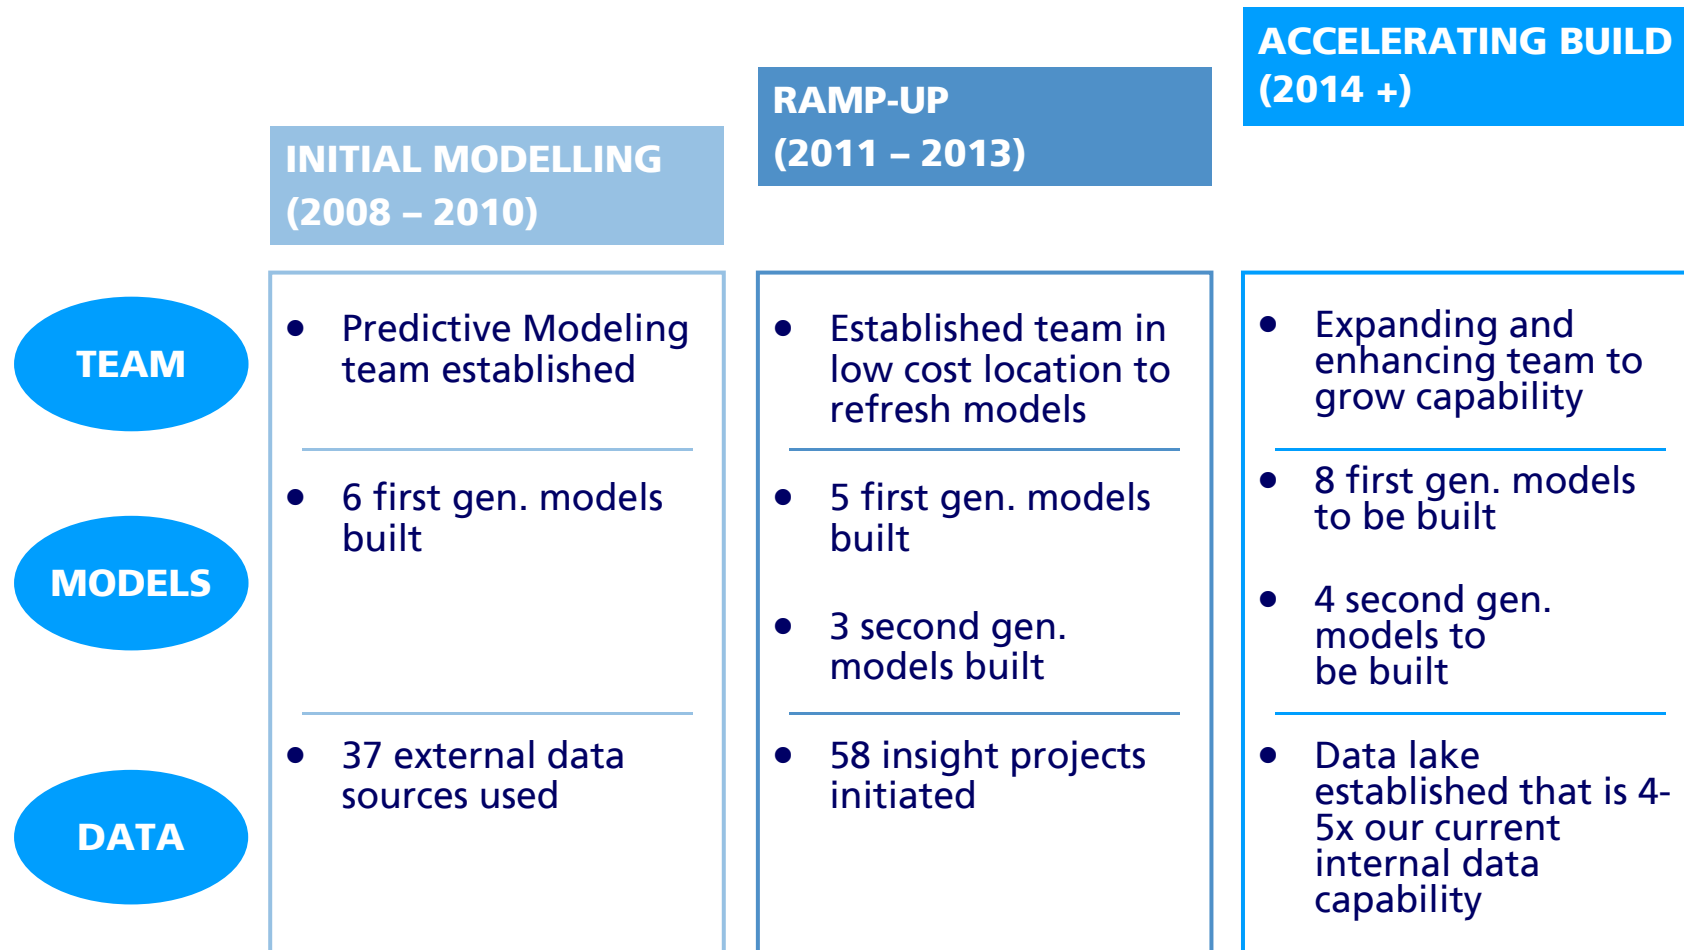 ACCELERATING BUILD
(2014 +)
RAMP-UP
(2011 – 2013)
INITIAL MODELLING
(2008 – 2010)
TEAM
• Predictive Modeling
team established
• Established team in
low cost location to
refresh models
• Expanding and
enhancing team to
grow capability
MODELS
• 6 first gen. models
built
• 5 first gen. models
built
• 3 second gen.
models built
• 8 first gen. models
to be built
• 4 second gen.
models to
be built
DATA
• 37 external data
sources used
• 58 insight projects
initiated
• Data lake
established that is 4-
5x our current
internal data
capability